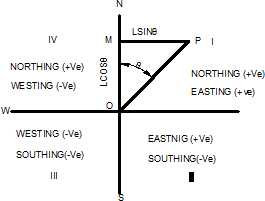 N
LSINθ
IV M P I
NORTHING (+Ve)
WESTING (-Ve)
LCOSθ
θ
NORTHING (+Ve)
EASTING (+ve)
W O E
WESTING (-Ve)
SOUTHING(-Ve)
III
EASTNIG (+Ve)
SOUTHING(-Ve)
II
S